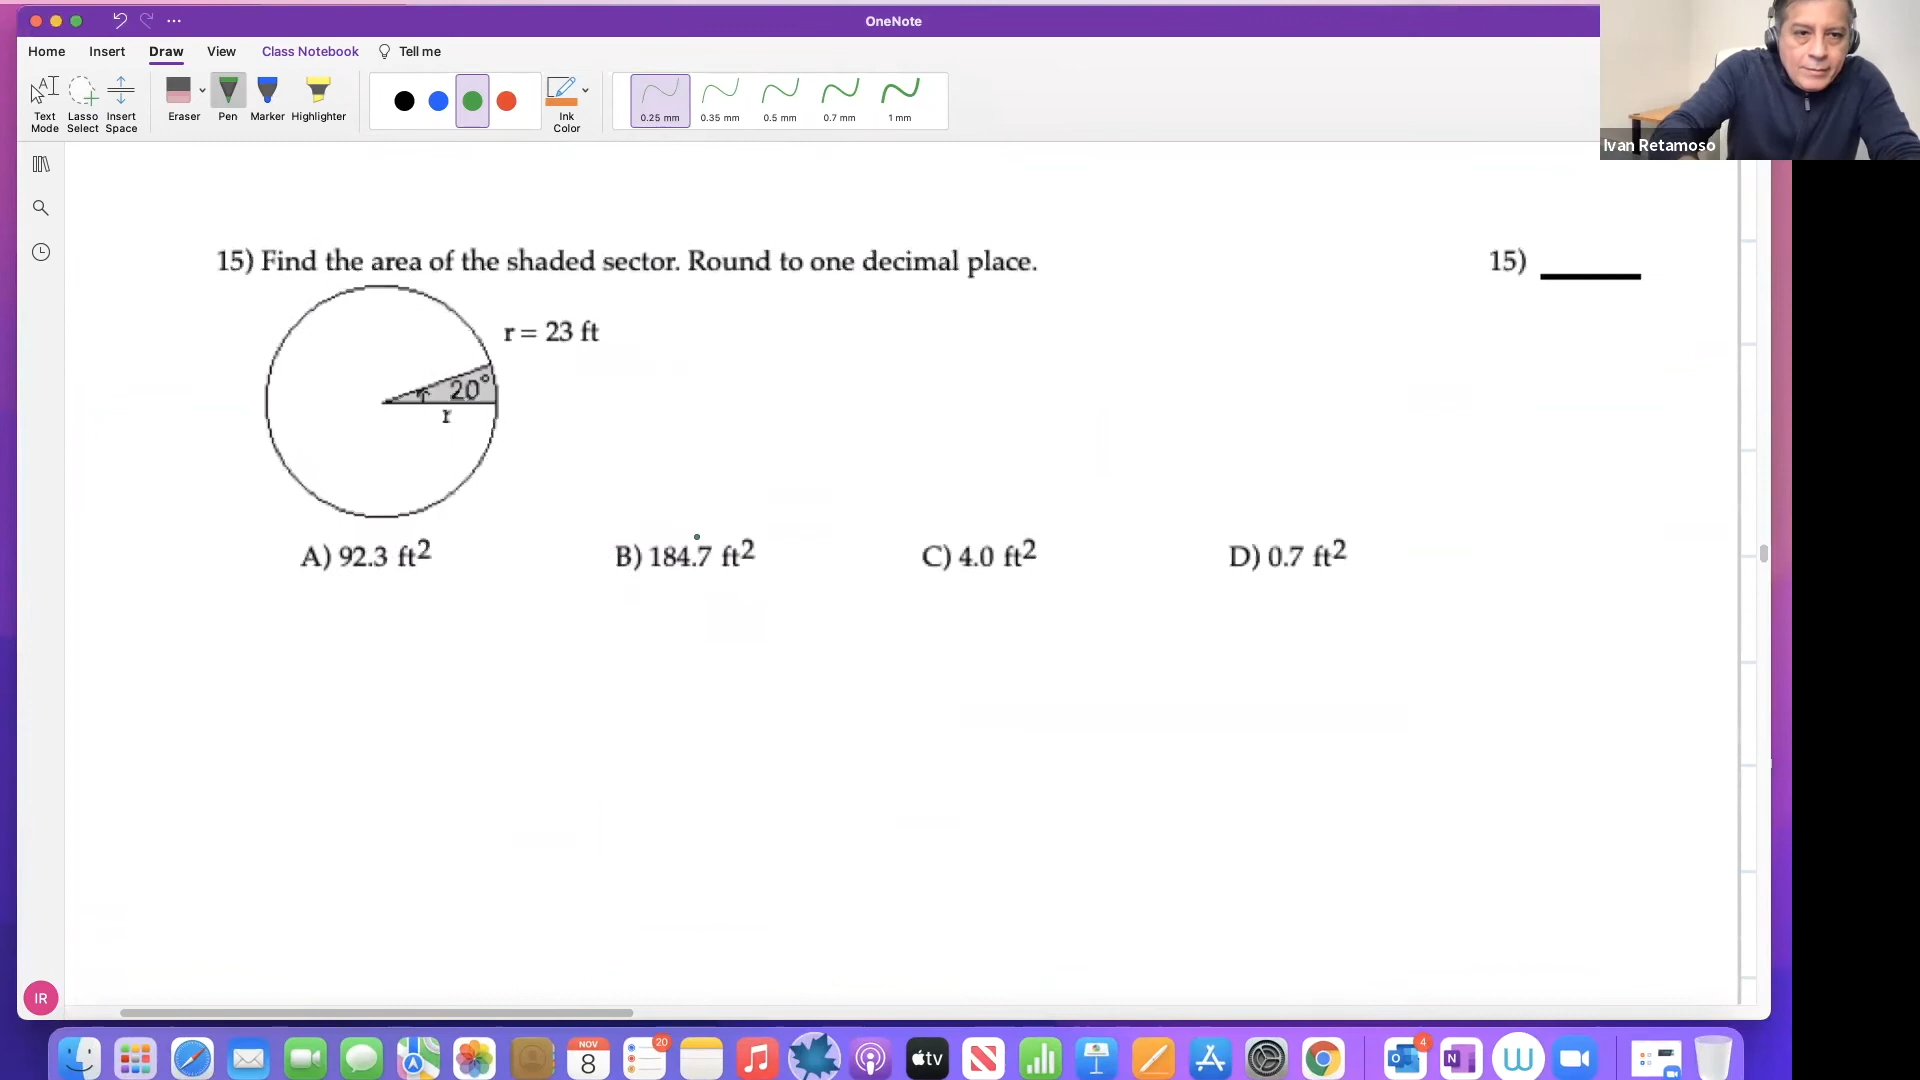 OneNote
Home Insert Draw View Class Notebook Tell me
Text Mode
Lasso Select
Insert Space
Eraser
Pen
Marker
Highlighter
Ink Color
0.25 mm
0.35 mm
0.5 mm
0.7 mm
1 mm
Ivan Retamoso
15) Find the area of the shaded sector. Round to one decimal place.
15)
r = 23 ft
20°
r
A) 92.3 ft2
B) 184.7 ft2
C) 4.0 ft2
D) 0.7 ft2
IR
NOV
8
20
tv
4